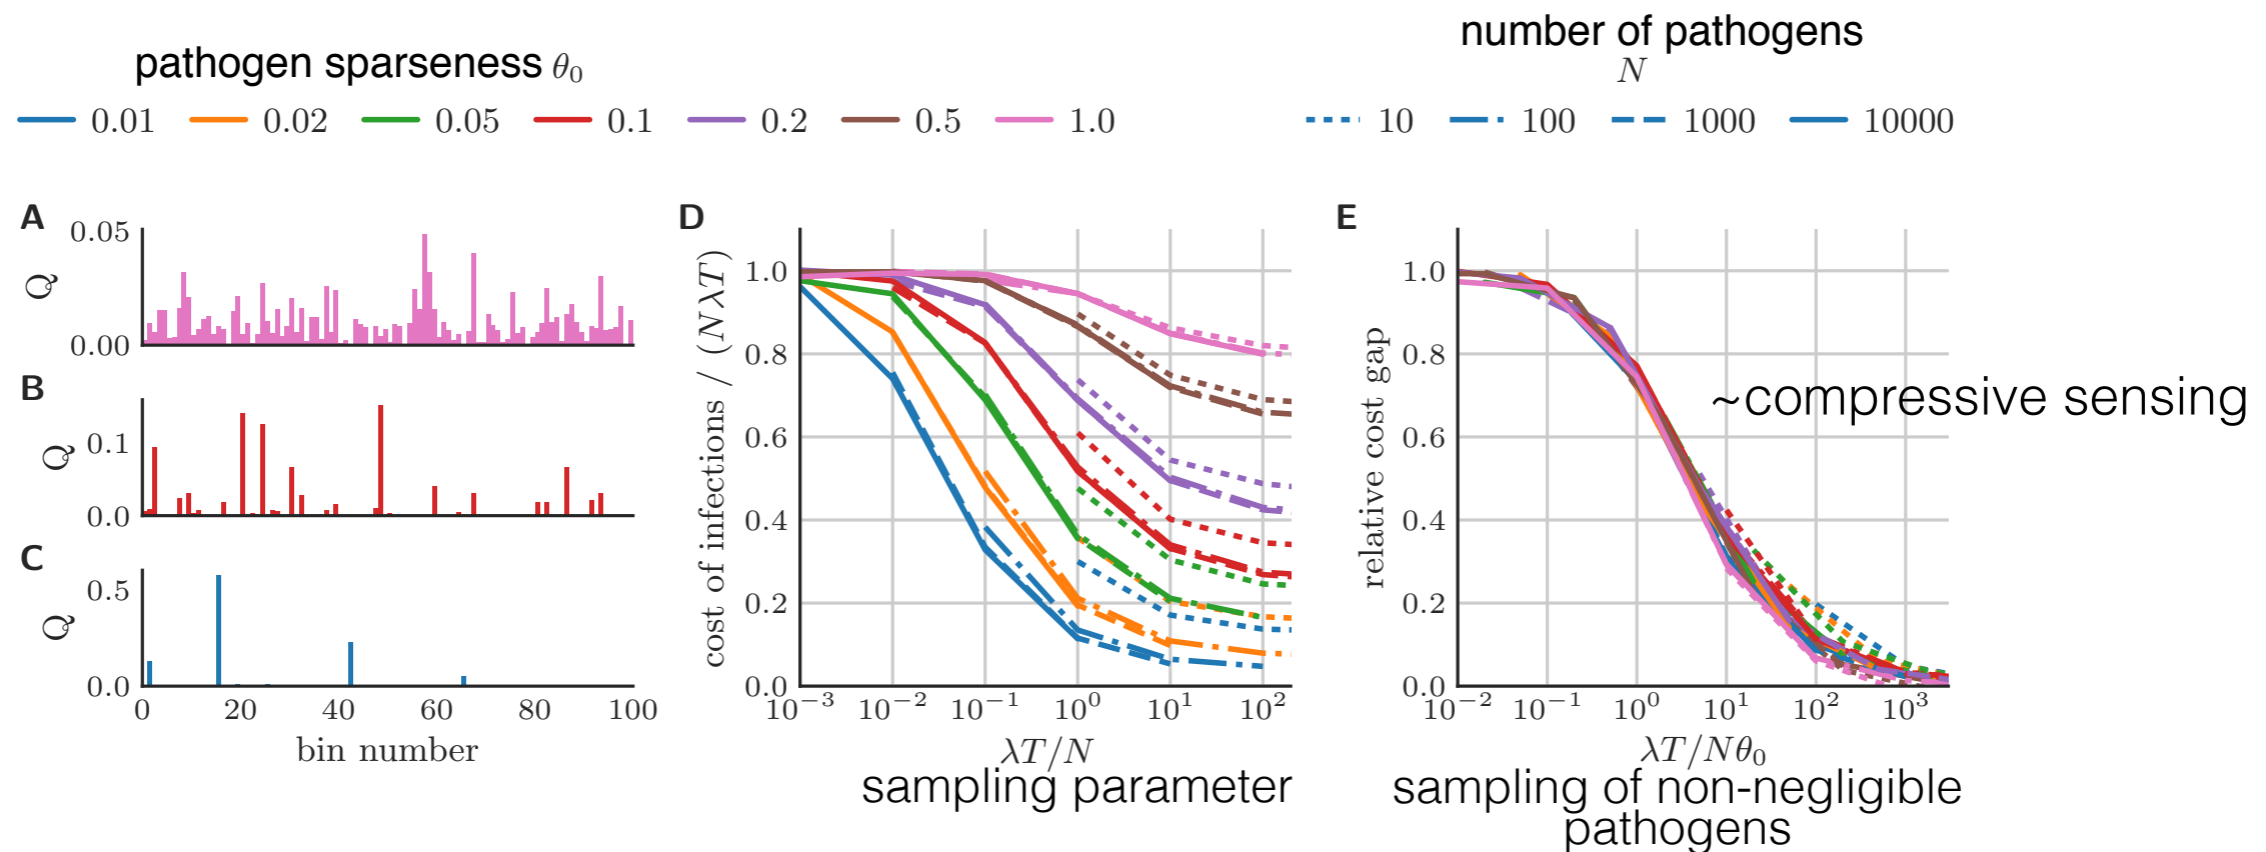 number of pathogens
pathogen sparseness θ₀
N
0.01 0.02 0.05 0.1 0.2 0.5 1.0
10 100 1000 10000
A
0.05
Q
0.00
B
0.1
Q
0.0
C
0.5
Q
0.0
0 20 40 60 80 100
bin number
D
cost of infections / (NλT)
1.0
0.8
0.6
0.4
0.2
0.0
10⁻³ 10⁻² 10⁻¹ 10⁰ 10¹ 10²
λT/N
sampling parameter
E
relative cost gap
1.0
0.8
0.6
0.4
0.2
0.0
~compressive sensing
10⁻² 10⁻¹ 10⁰ 10¹ 10² 10³
λT/Nθ₀
sampling of non-negligible
pathogens